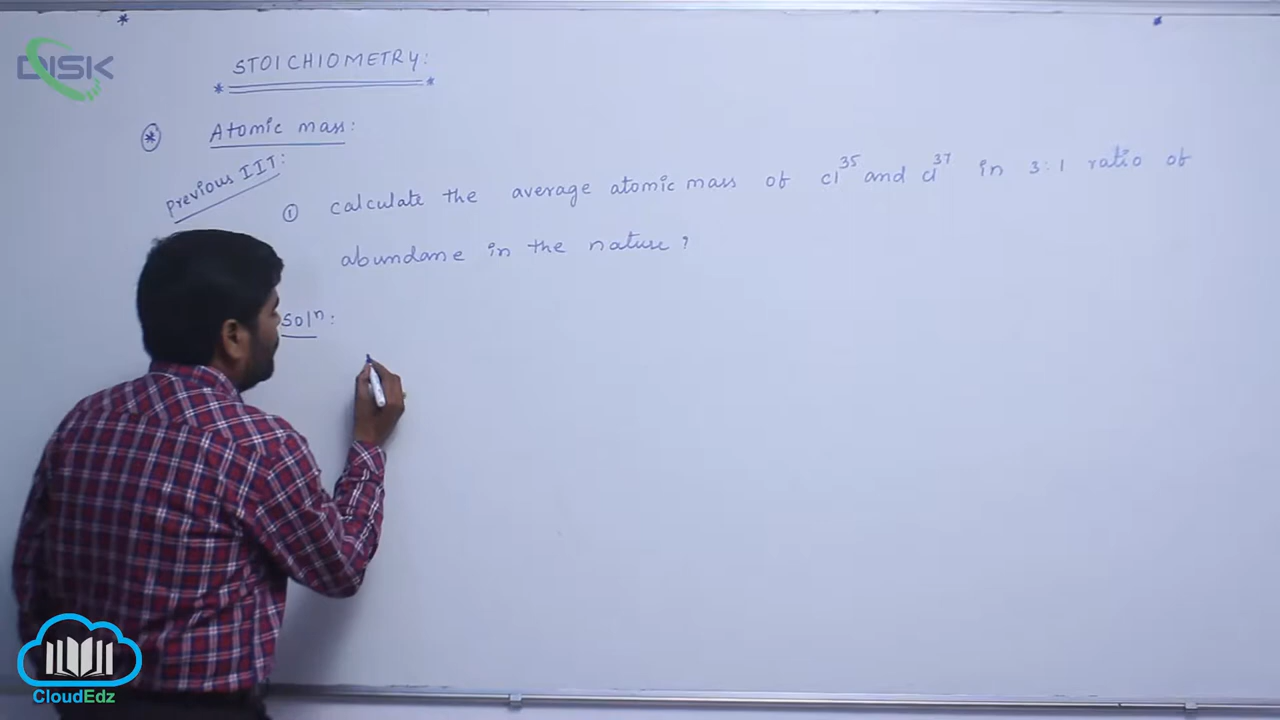 DISK
STOICHIOMETRY:
Atomic mass:
Previous IIT:
① calculate the average atomic mass of cl³⁵ and cl³⁷ in 3:1 ratio of
abundane in the nature?
Solⁿ:
CloudEdz